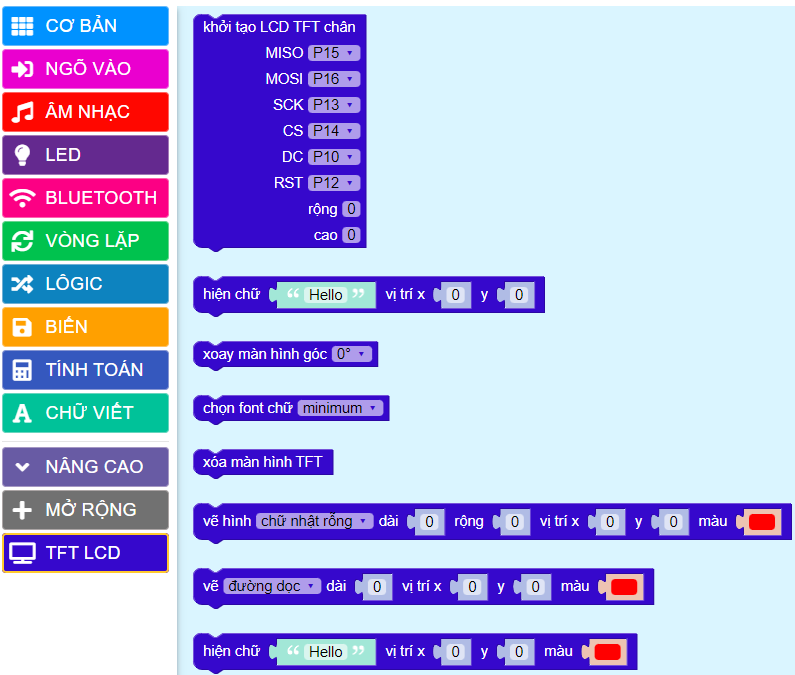 CƠ BẢN
NGÕ VÀO
ÂM NHẠC
LED
BLUETOOTH
VÒNG LẶP
LÔGIC
BIẾN
TÍNH TOÁN
CHỮ VIẾT
NÂNG CAO
MỞ RỘNG
TFT LCD
khởi tạo LCD TFT chân
MISO P15
MOSI P16
SCK P13
CS P14
DC P10
RST P12
rộng 0
cao 0
hiện chữ “ Hello ” vị trí x 0 y 0
xoay màn hình góc 0°
chọn font chữ minimum
xóa màn hình TFT
vẽ hình chữ nhật rỗng dài 0 rộng 0 vị trí x 0 y 0 màu
vẽ đường dọc dài 0 vị trí x 0 y 0 màu
hiện chữ “ Hello ” vị trí x 0 y 0 màu